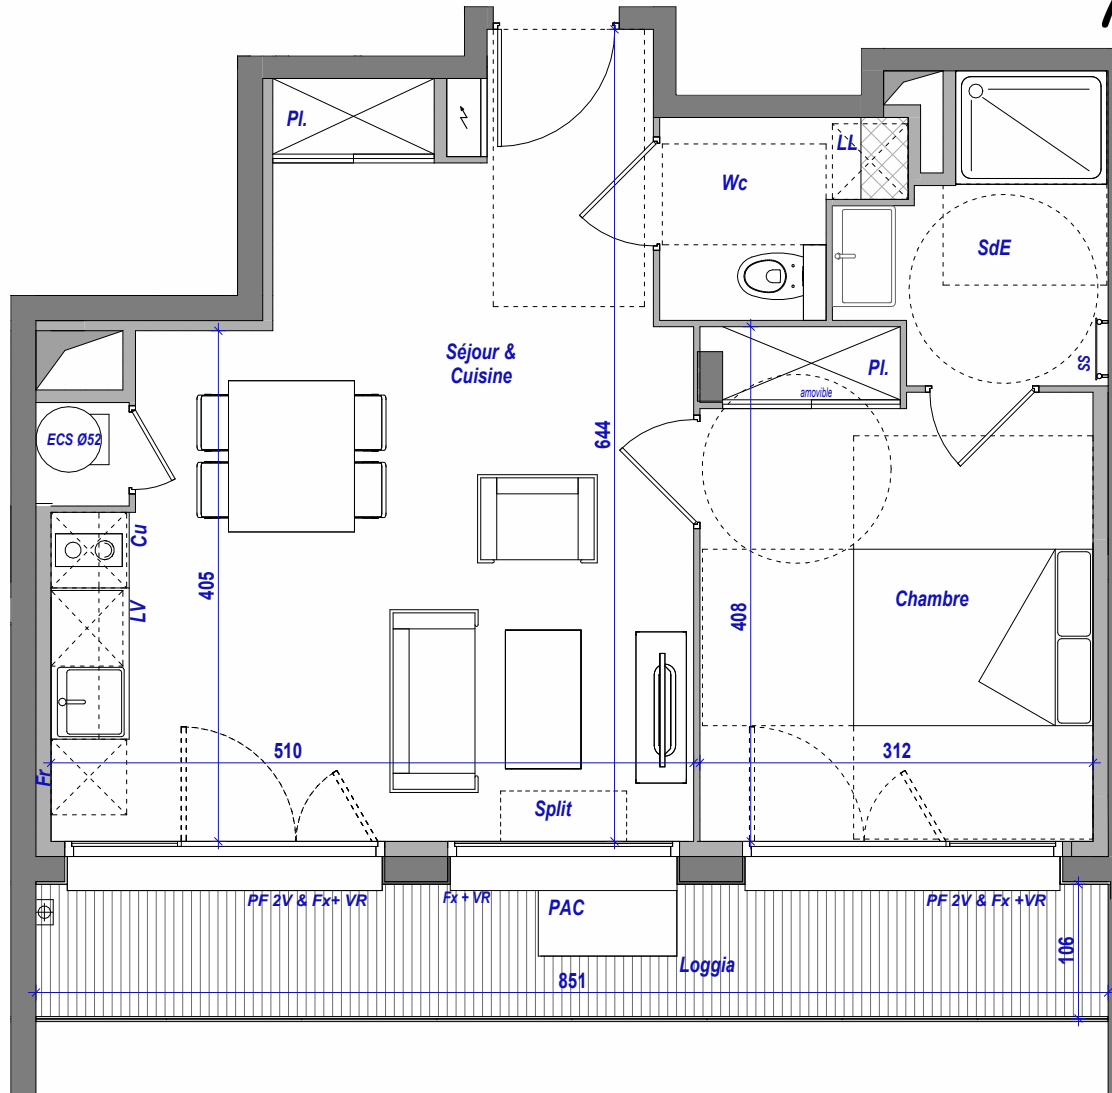 Pl.
LL
Wc
SdE
SS
Séjour &
Cuisine
Pl.
amovible
ECS Ø52
644
Cu
405
LV
408
Chambre
510
312
Fr
Split
PF 2V & Fx+ VR
Fx + VR
PAC
PF 2V & Fx +VR
106
Loggia
851